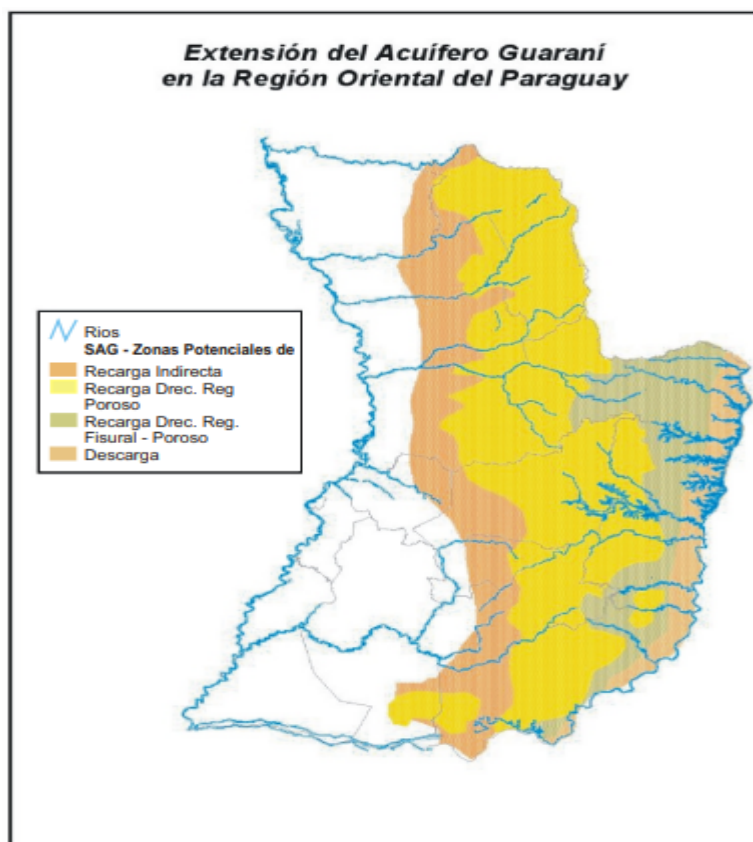 Extensión del Acuífero Guaraní
en la Región Oriental del Paraguay
Rios
SAG - Zonas Potenciales de
Recarga Indirecta
Recarga Drec. Reg
Poroso
Recarga Drec. Reg.
Fisural - Poroso
Descarga